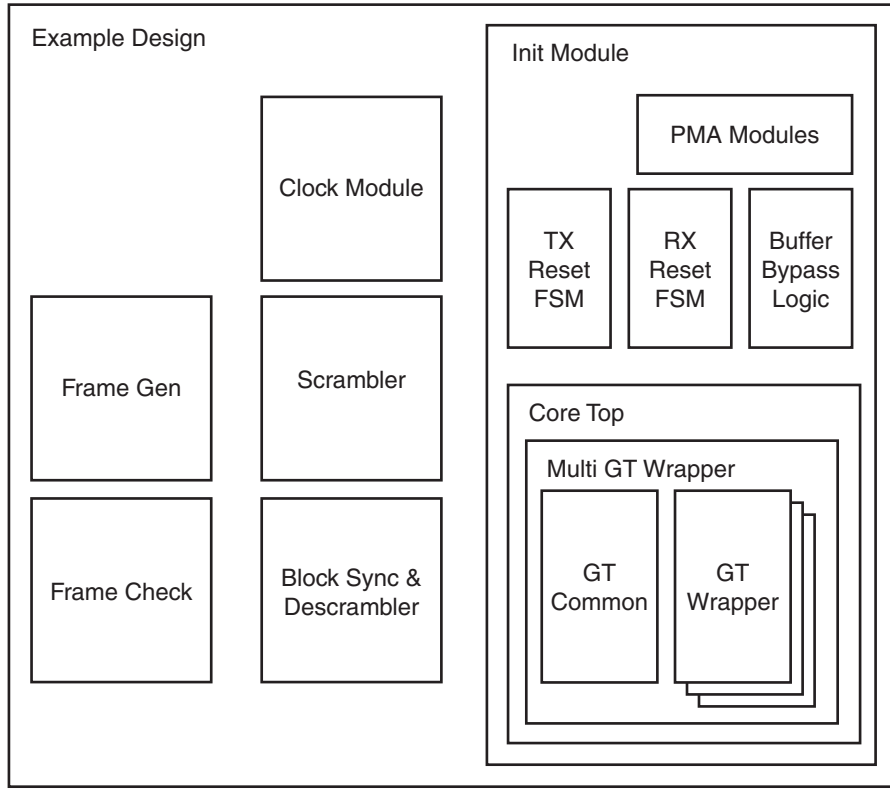 Example Design
Init Module
PMA Modules
Clock Module
TX
Reset
FSM
RX
Reset
FSM
Buffer
Bypass
Logic
Frame Gen
Scrambler
Core Top
Multi GT Wrapper
Frame Check
Block Sync &
Descrambler
GT
Common
GT
Wrapper